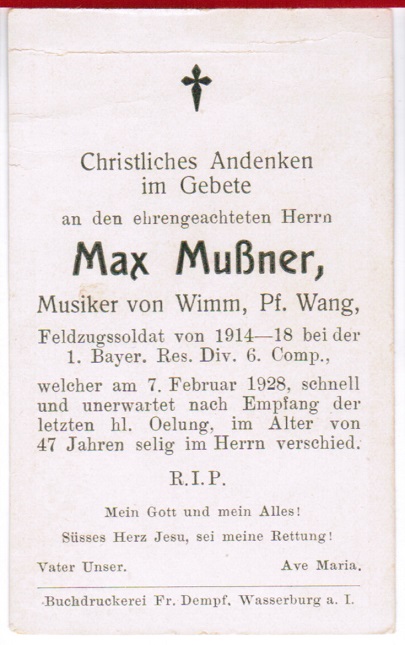 Christliches Andenken
im Gebete
an den ehrengeachteten Herrn
Max Mußner,
Musiker von Wimm, Pf. Wang,
Feldzugssoldat von 1914—18 bei der
1. Bayer. Res. Div. 6. Comp.,
welcher am 7. Februar 1928, schnell
und unerwartet nach Empfang der
letzten hl. Oelung, im Alter von
47 Jahren selig im Herrn verschied.
R.I.P.
Mein Gott und mein Alles!
Süsses Herz Jesu, sei meine Rettung!
Vater Unser. Ave Maria.
Buchdruckerei Fr. Dempf, Wasserburg a. I.